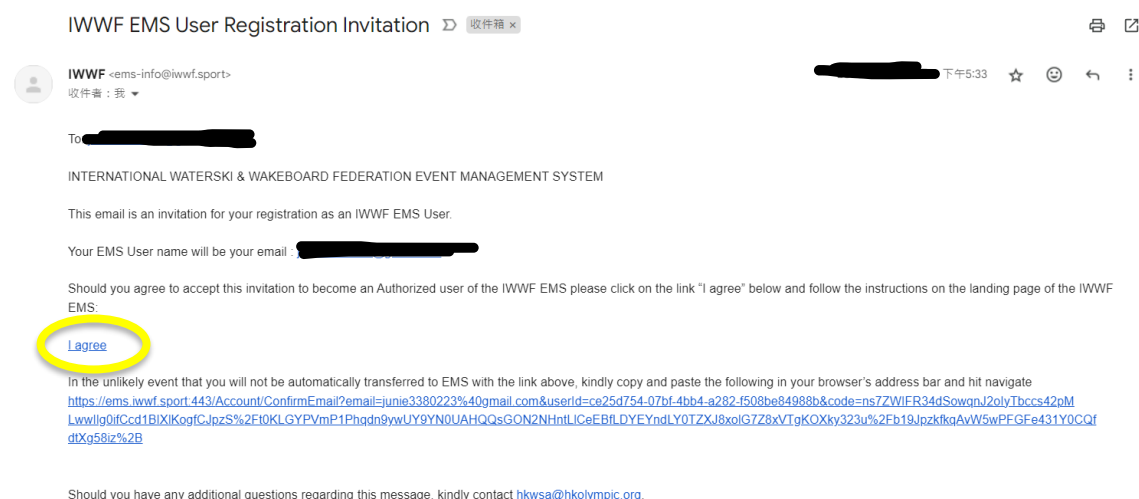 IWWF EMS User Registration Invitation 收件箱 ×
IWWF <ems-info@iwwf.sport>
下午5:33
收件者：我
To
INTERNATIONAL WATERSKI & WAKEBOARD FEDERATION EVENT MANAGEMENT SYSTEM
This email is an invitation for your registration as an IWWF EMS User.
Your EMS User name will be your email :
Should you agree to accept this invitation to become an Authorized user of the IWWF EMS please click on the link “I agree” below and follow the instructions on the landing page of the IWWF
EMS:
I agree
In the unlikely event that you will not be automatically transferred to EMS with the link above, kindly copy and paste the following in your browser’s address bar and hit navigate
https://ems.iwwf.sport:443/Account/ConfirmEmail?email=junie3380223%40gmail.com&userId=ce25d754-07bf-4bb4-a282-f508be84988b&code=ns7ZWIFR34dSowqnJ2oIyTbccs42pM
LwwIlg0ifCcd1BIXIKogfCJpzS%2Ft0KLGYPVmP1Phqdn9ywUY9YN0UAHQQsGON2NHntLICeEBfLDYEYndLY0TZXJ8xoIG7Z8xVTgKOXky323u%2Fb19JpzkfkqAvW5wPFGFe431Y0CQf
dtXg58iz%2B
Should you have any additional questions regarding this message, kindly contact hkwsa@hkolympic.org.